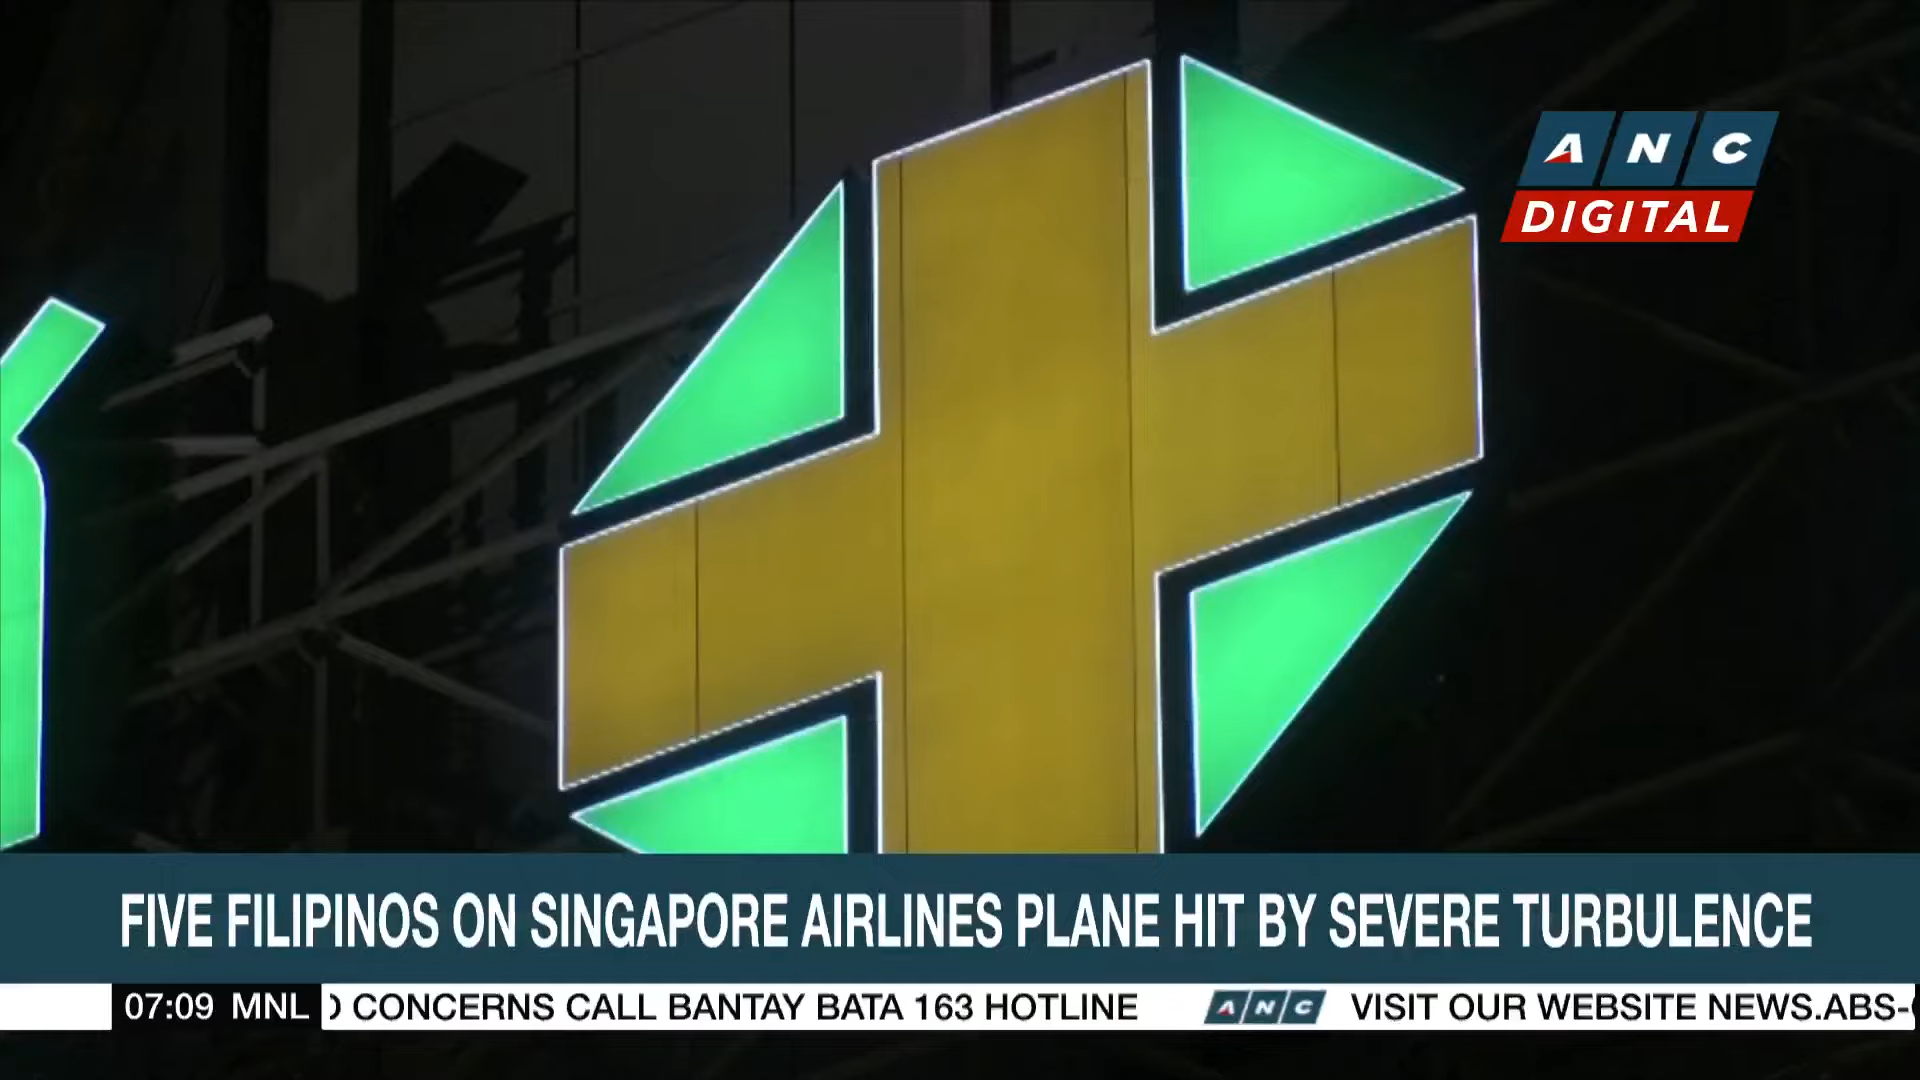 ANC
DIGITAL
FIVE FILIPINOS ON SINGAPORE AIRLINES PLANE HIT BY SEVERE TURBULENCE
07:09 MNL CONCERNS CALL BANTAY BATA 163 HOTLINE ANC VISIT OUR WEBSITE NEWS.ABS-